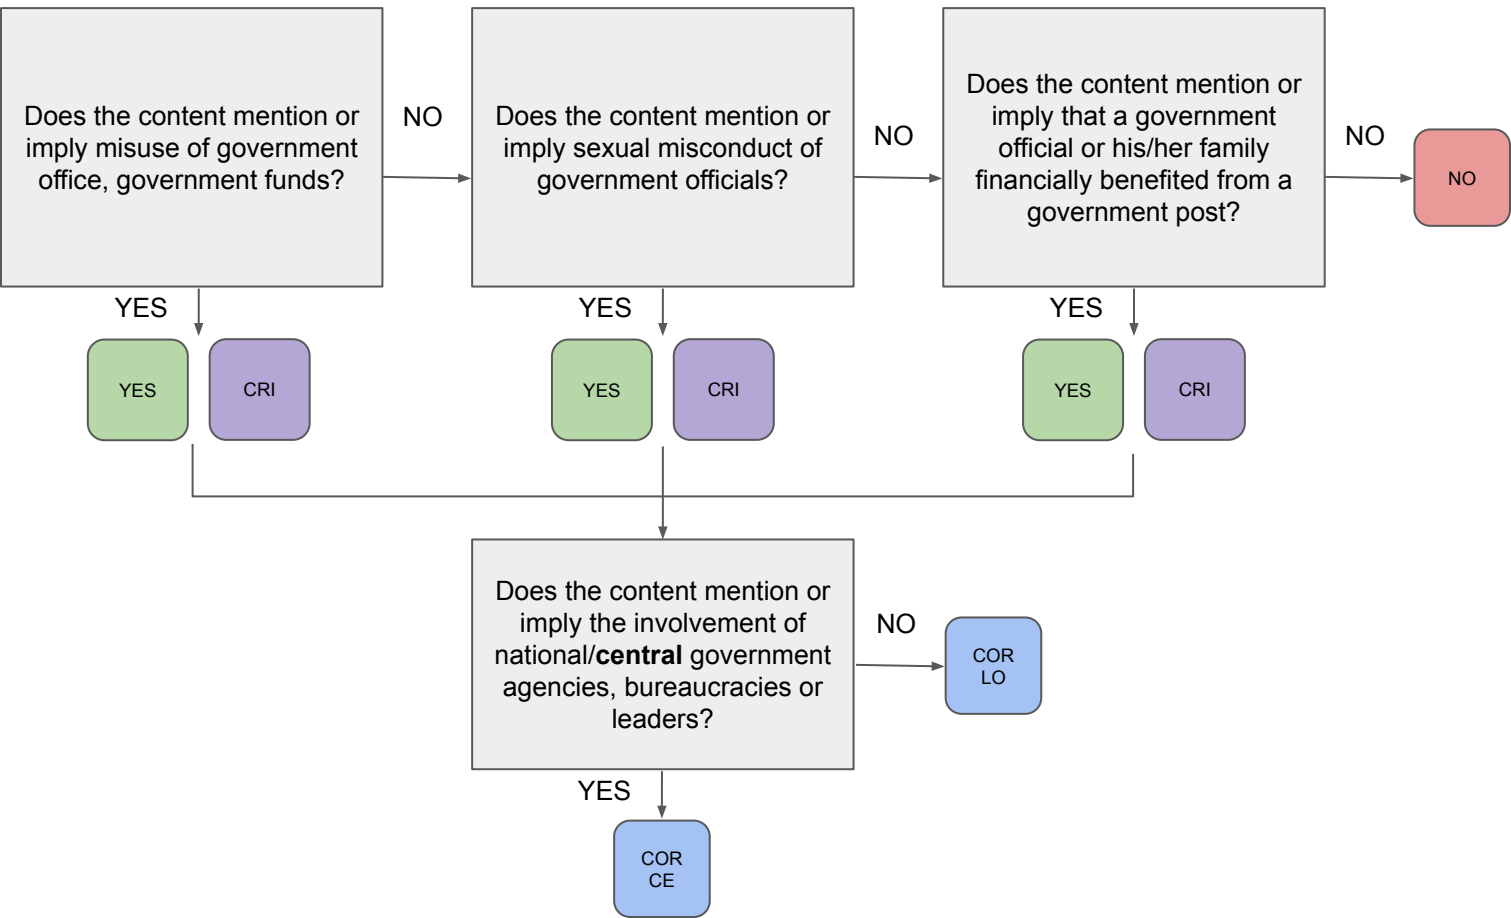 Does the content mention or
imply misuse of government
office, government funds?
NO
Does the content mention or
imply sexual misconduct of
government officials?
NO
Does the content mention or
imply that a government
official or his/her family
financially benefited from a
government post?
NO
NO
YES
YES
YES
YES
CRI
YES
CRI
YES
CRI
Does the content mention or
imply the involvement of
national/central government
agencies, bureaucracies or
leaders?
NO
COR
LO
YES
COR
CE